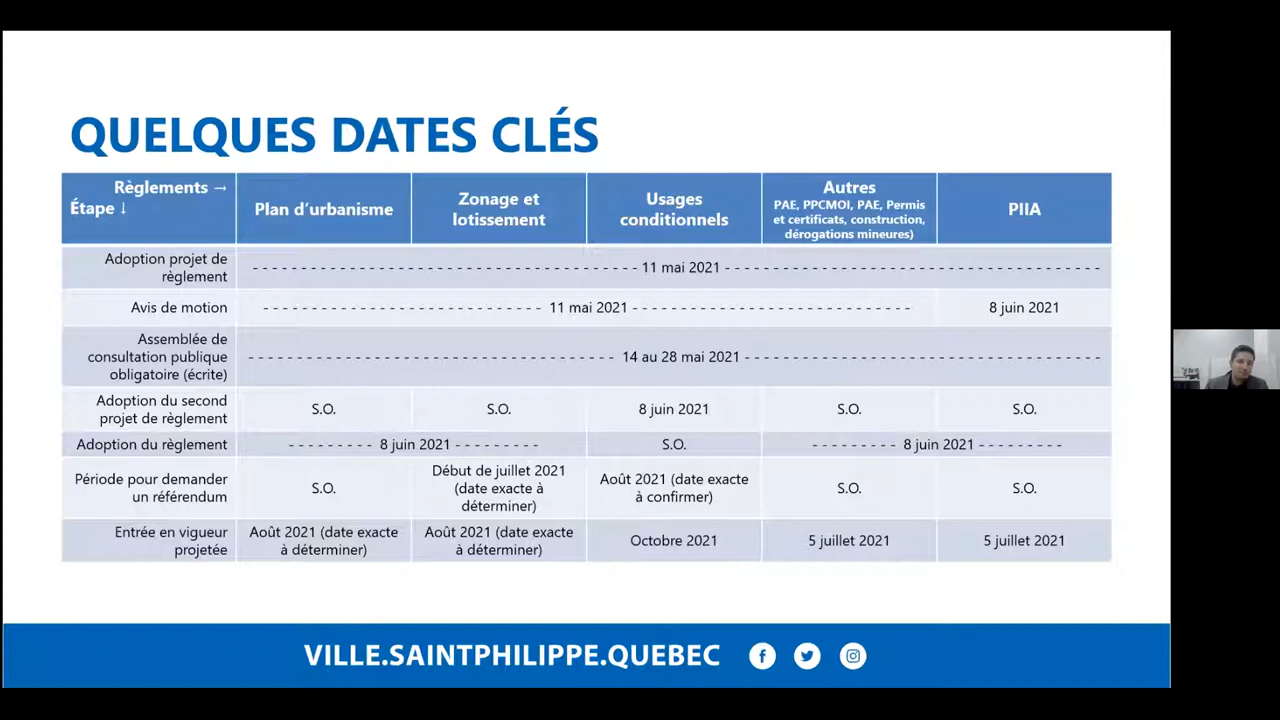 QUELQUES DATES CLÉS
Règlements →
Étape ↓
Plan d'urbanisme
Zonage et
lotissement
Usages
conditionnels
Autres
PAE, PPCMOI, PAE, Permis
et certificats, construction,
dérogations mineures)
PIIA
Adoption projet de
règlement
11 mai 2021
Avis de motion
11 mai 2021
8 juin 2021
Assemblée de
consultation publique
obligatoire (écrite)
14 au 28 mai 2021
Adoption du second
projet de règlement
S.O.
S.O.
8 juin 2021
S.O.
S.O.
Adoption du règlement
8 juin 2021
S.O.
8 juin 2021
Période pour demander
un référendum
S.O.
Début de juillet 2021
(date exacte à
déterminer)
Août 2021 (date exacte
à confirmer)
S.O.
S.O.
Entrée en vigueur
projetée
Août 2021 (date exacte
à déterminer)
Août 2021 (date exacte
à déterminer)
Octobre 2021
5 juillet 2021
5 juillet 2021
VILLE.SAINTPHILIPPE.QUEBEC